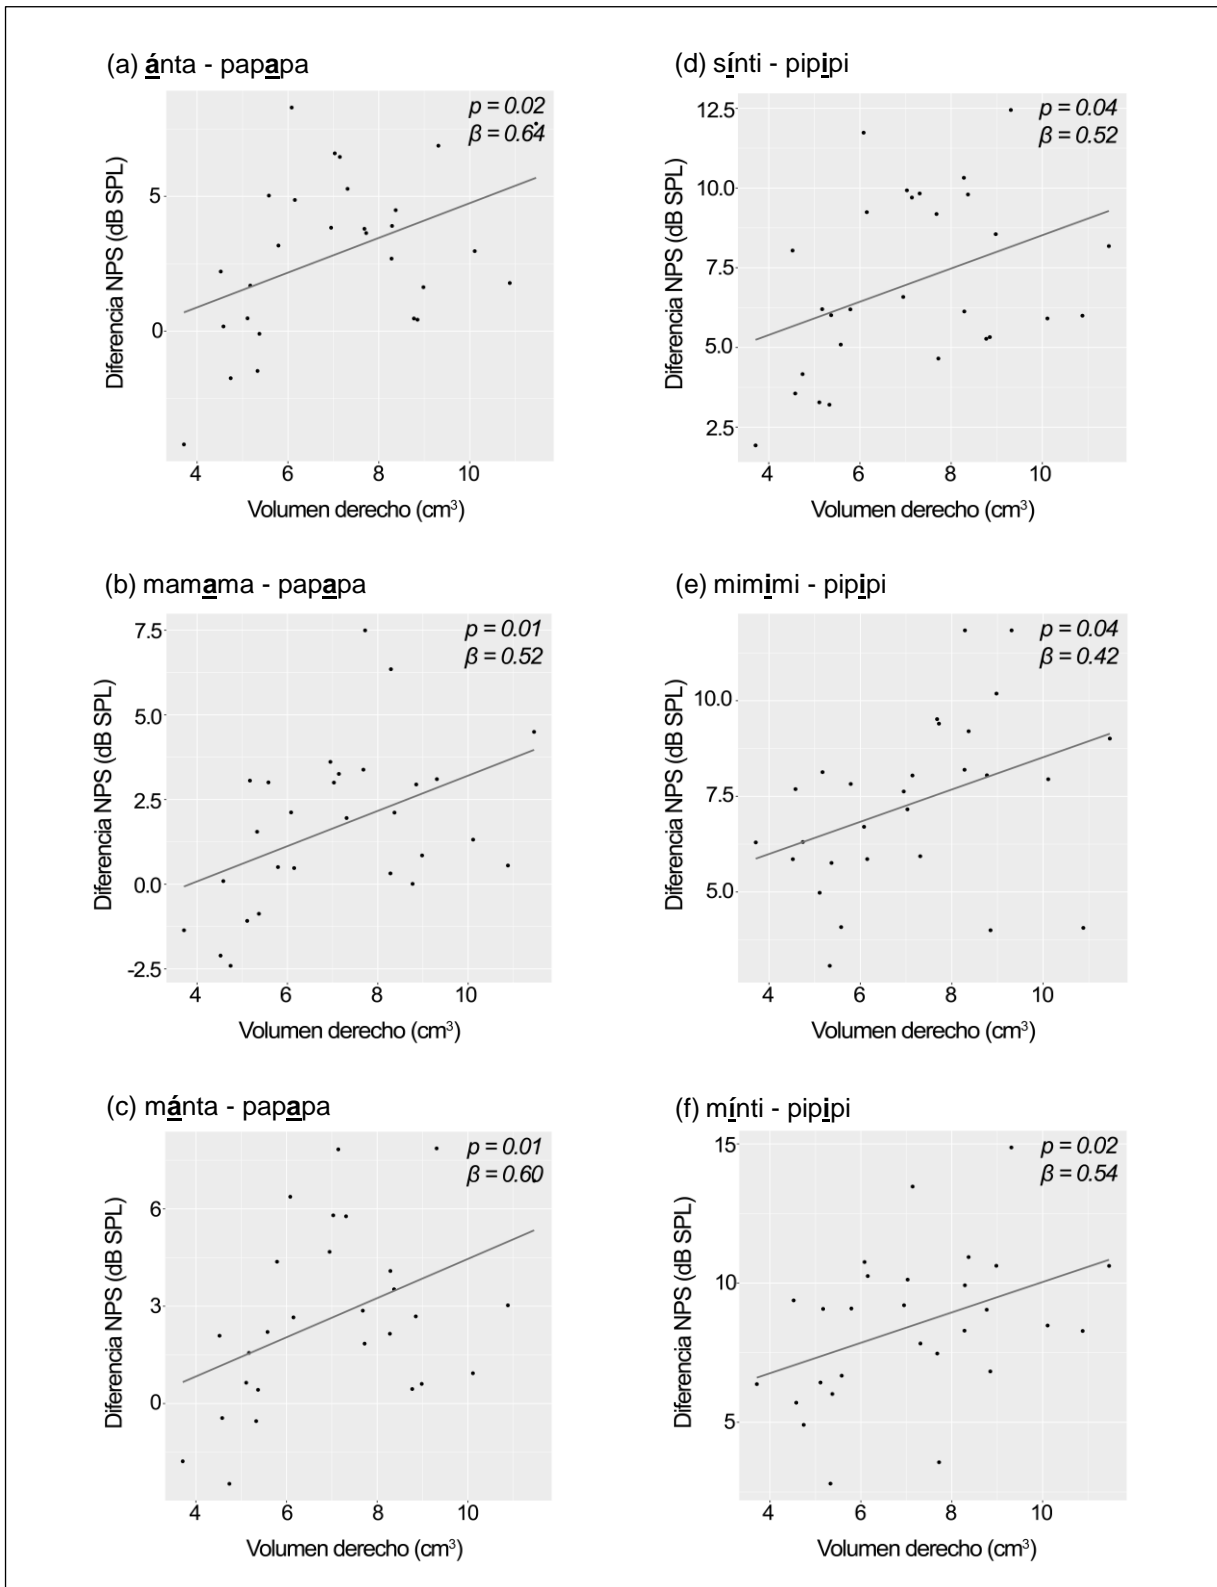 (a) ánta - papapa
p = 0.02
β = 0.64
Diferencia NPS (dB SPL)
5
0
4 6 8 10
Volumen derecho (cm³)
(d) sínti - pipipi
p = 0.04
β = 0.52
Diferencia NPS (dB SPL)
12.5
10.0
7.5
5.0
2.5
4 6 8 10
Volumen derecho (cm³)
(b) mamama - papapa
p = 0.01
β = 0.52
Diferencia NPS (dB SPL)
7.5
5.0
2.5
0.0
-2.5
4 6 8 10
Volumen derecho (cm³)
(e) mimimi - pipipi
p = 0.04
β = 0.42
Diferencia NPS (dB SPL)
10.0
7.5
5.0
4 6 8 10
Volumen derecho (cm³)
(c) mánta - papapa
p = 0.01
β = 0.60
Diferencia NPS (dB SPL)
6
3
0
4 6 8 10
Volumen derecho (cm³)
(f) mínti - pipipi
p = 0.02
β = 0.54
Diferencia NPS (dB SPL)
15
10
5
4 6 8 10
Volumen derecho (cm³)